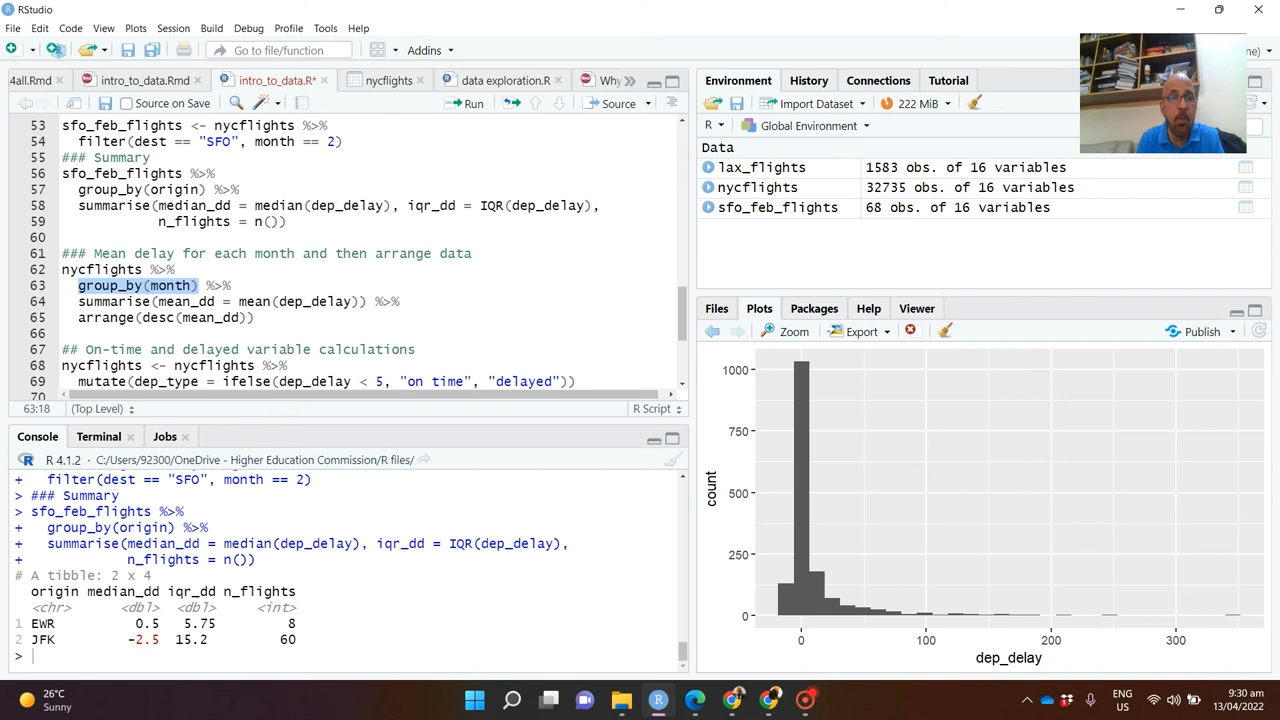 RStudio
File Edit Code View Plots Session Build Debug Profile Tools Help
Go to file/function Addins
4all.Rmd intro_to_data.Rmd intro_to_data.R* nycflights data exploration.R Why
Source on Save Run Source
53 sfo_feb_flights <- nycflights %>%
54 filter(dest == "SFO", month == 2)
55 ### Summary
56 sfo_feb_flights %>%
57 group_by(origin) %>%
58 summarise(median_dd = median(dep_delay), iqr_dd = IQR(dep_delay),
59 n_flights = n())
60
61 ### Mean delay for each month and then arrange data
62 nycflights %>%
63 group_by(month) %>%
64 summarise(mean_dd = mean(dep_delay)) %>%
65 arrange(desc(mean_dd))
66
67 ## On-time and delayed variable calculations
68 nycflights <- nycflights %>%
69 mutate(dep_type = ifelse(dep_delay < 5, "on time", "delayed"))
70
63:18 (Top Level) R Script
Console Terminal Jobs
R 4.1.2 · C:/Users/92300/OneDrive - Higher Education Commission/R files/
+ filter(dest == "SFO", month == 2)
> ### Summary
> sfo_feb_flights %>%
+ group_by(origin) %>%
+ summarise(median_dd = median(dep_delay), iqr_dd = IQR(dep_delay),
+ n_flights = n())
# A tibble: 2 x 4
origin median_dd iqr_dd n_flights
<chr> <dbl> <dbl> <int>
1 EWR 0.5 5.75 8
2 JFK -2.5 15.2 60
>
Environment History Connections Tutorial
Import Dataset 222 MiB
R Global Environment
Data
lax_flights 1583 obs. of 16 variables
nycflights 32735 obs. of 16 variables
sfo_feb_flights 68 obs. of 16 variables
Files Plots Packages Help Viewer
Zoom Export Publish
1000
750
500
250
0
count
0 100 200 300
dep_delay
26°C
Sunny
ENG
US
9:30 am
13/04/2022